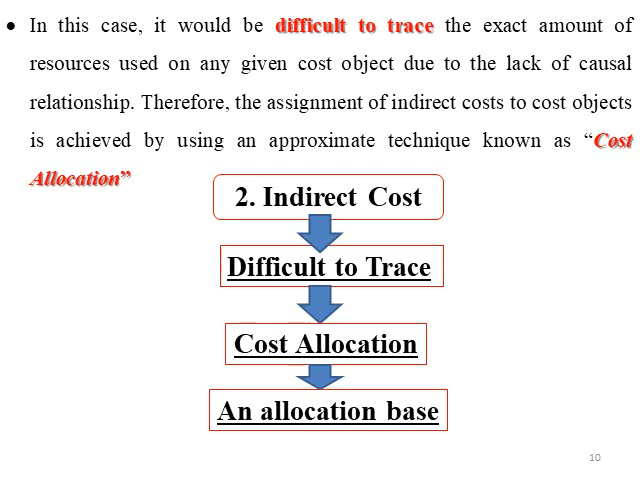 • In this case, it would be difficult to trace the exact amount of
resources used on any given cost object due to the lack of causal
relationship. Therefore, the assignment of indirect costs to cost objects
is achieved by using an approximate technique known as “Cost
Allocation”
2. Indirect Cost
Difficult to Trace
Cost Allocation
An allocation base
10